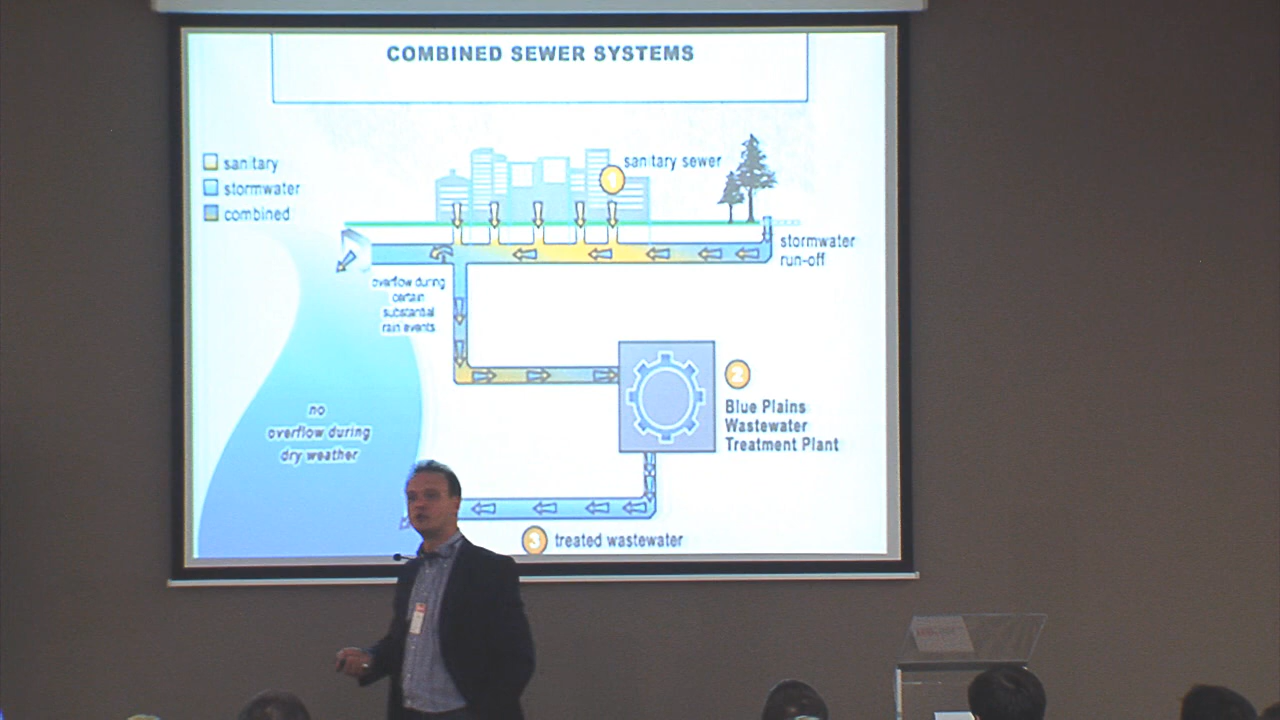 COMBINED SEWER SYSTEMS
sanitary
stormwater
combined
1
sanitary sewer
stormwater
run-off
overflow during
certain
substantial
rain events
no
overflow during
dry weather
2
Blue Plains
Wastewater
Treatment Plant
3
treated wastewater